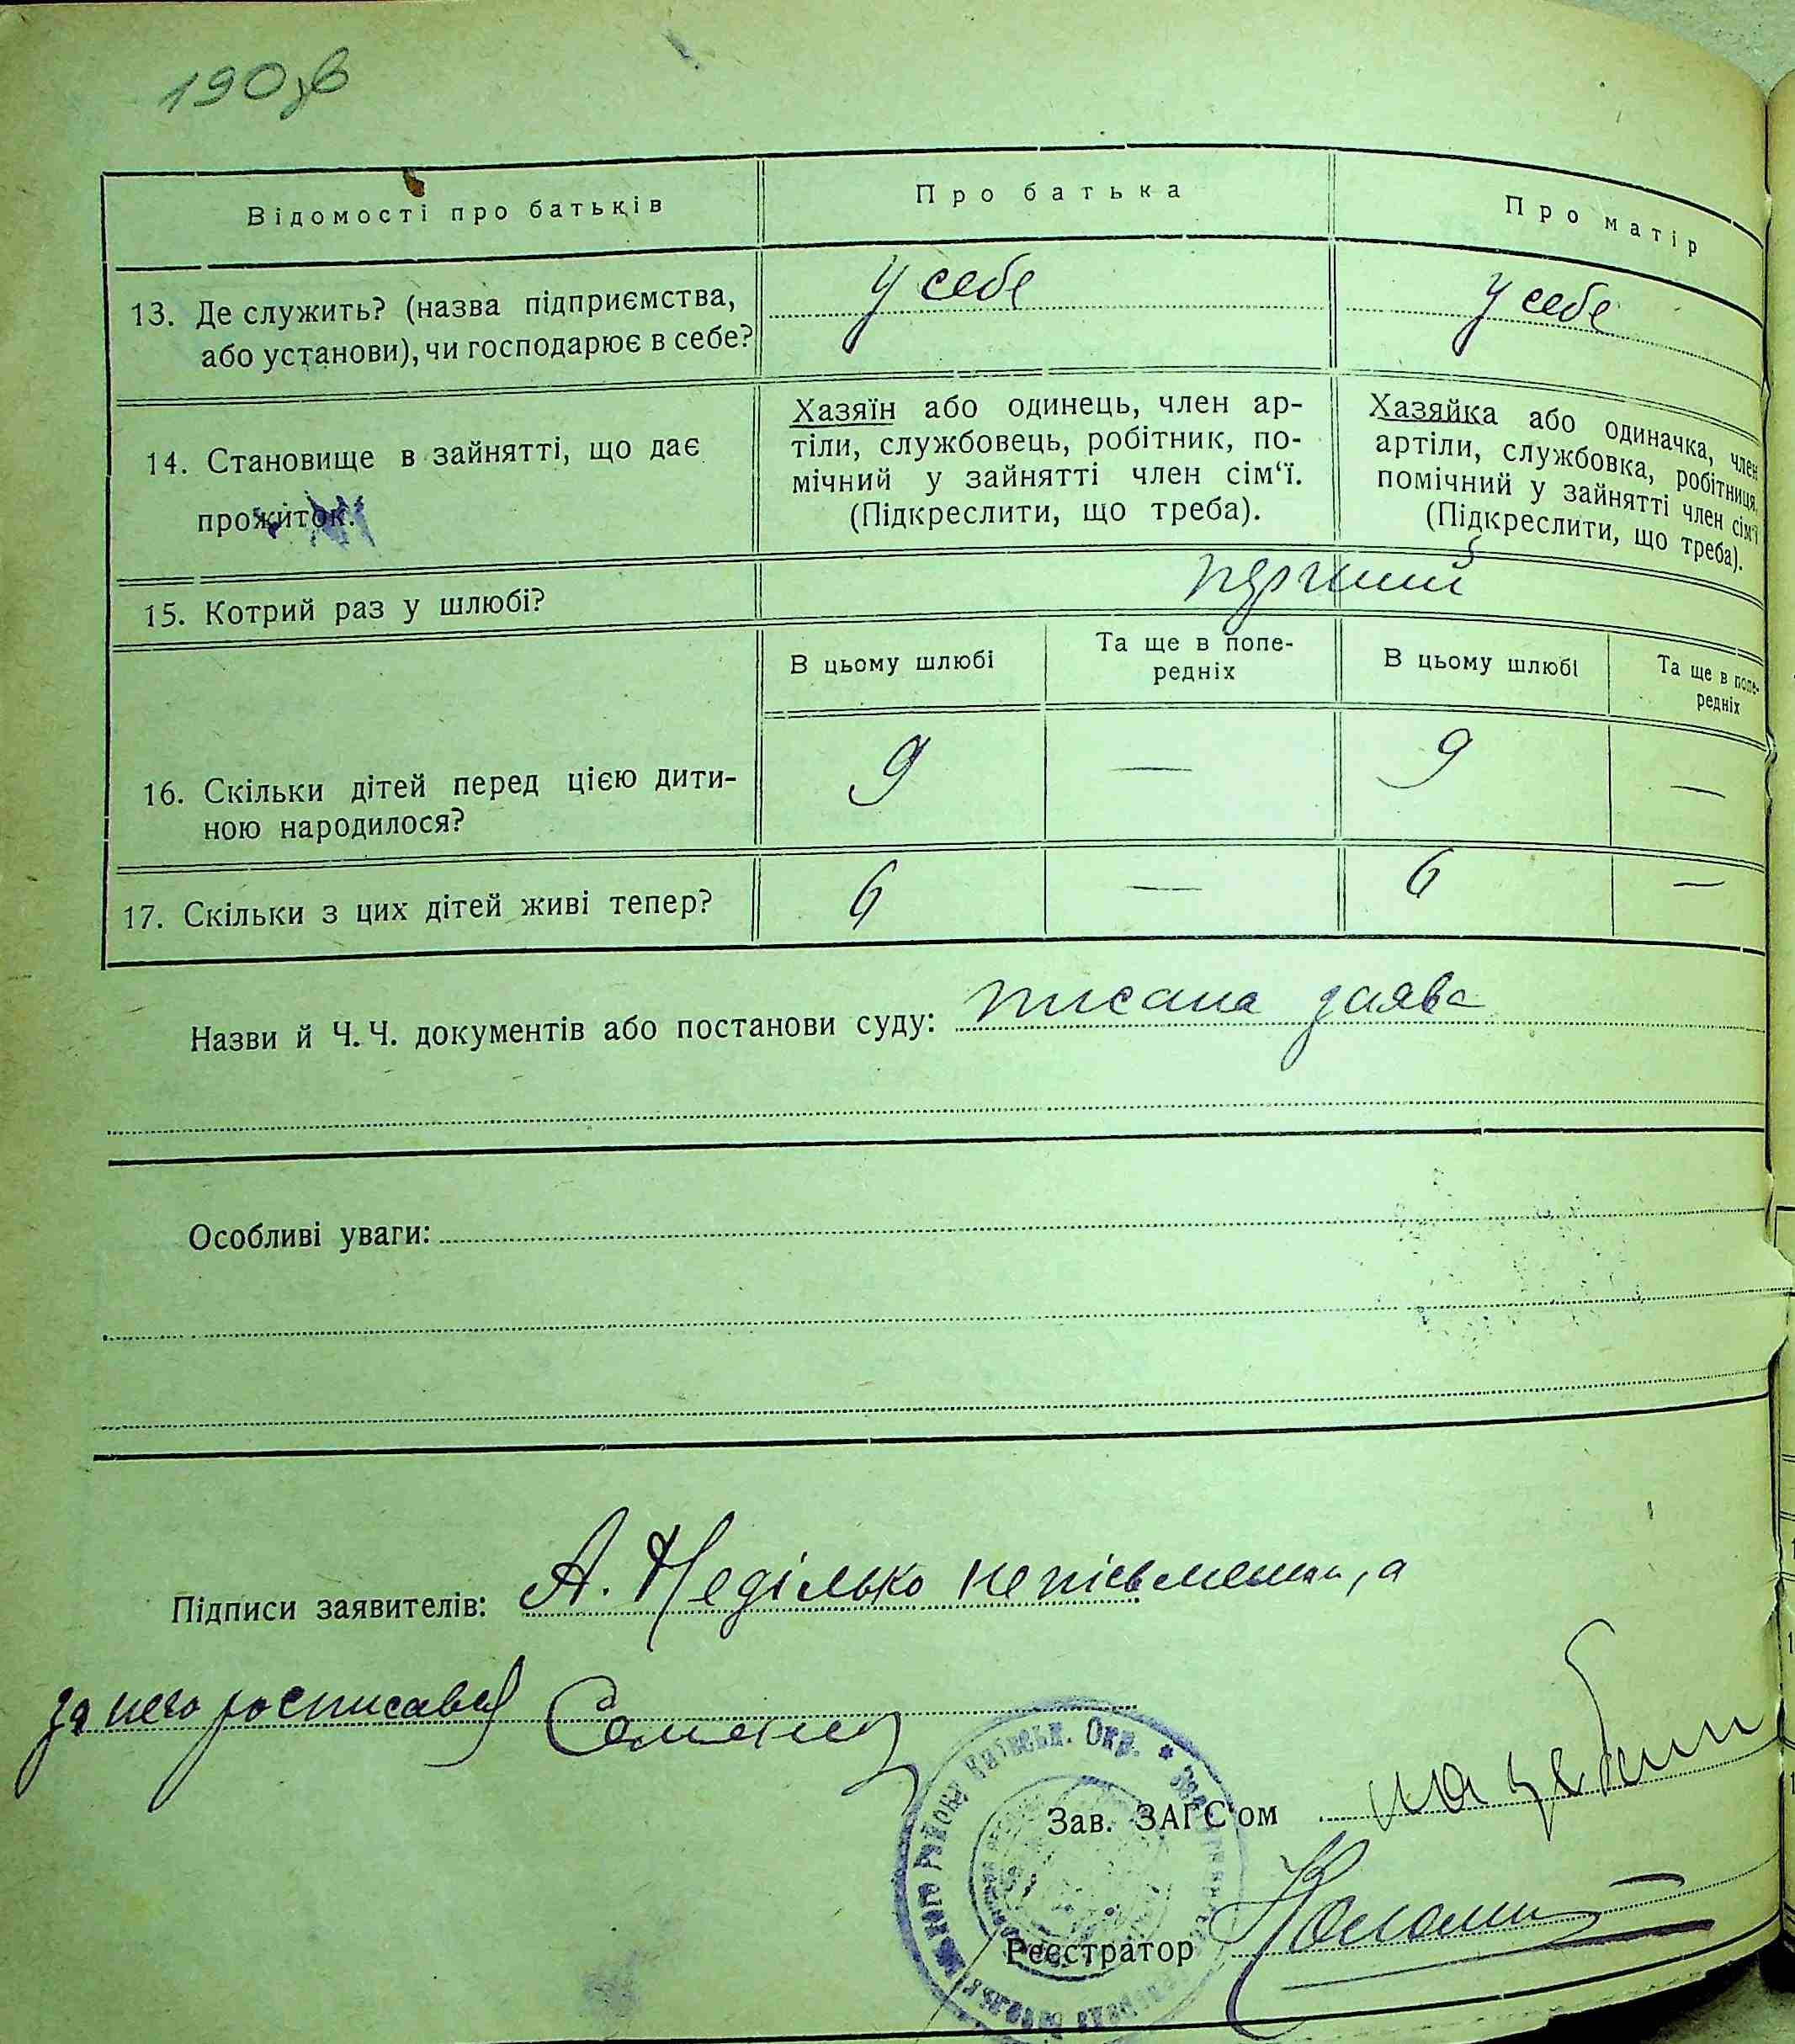 190 зв
Відомості про батьків
Про батька
Про матір
13. Де служить? (назва підприємства,
або установи), чи господарює в себе?
у себе
у себе
14. Становище в зайнятті, що дає
прожиток.
Хазяїн або одинець, член ар-
тіли, службовець, робітник, по-
мічний у зайнятті член сім‘ї.
(Підкреслити, що треба).
Хазяйка або одиначка, член
артіли, службовка, робітниця,
помічний у зайнятті член сім‘ї
(Підкреслити, що треба).
15. Котрий раз у шлюбі?
перший
В цьому шлюбі
Та ще в попе-
редніх
В цьому шлюбі
Та ще в попе-
редніх
16. Скільки дітей перед цією дити-
ною народилося?
9
—
9
—
17. Скільки з цих дітей живі тепер?
6
—
6
—
Назви й Ч. Ч. документів або постанови суду: писана заява
Особливі уваги:
Підписи заявителів: А. Неділько , а
за него росписавсь
Київськ. Окр. *
Зав. ЗАГС‘ом
Реєстратор